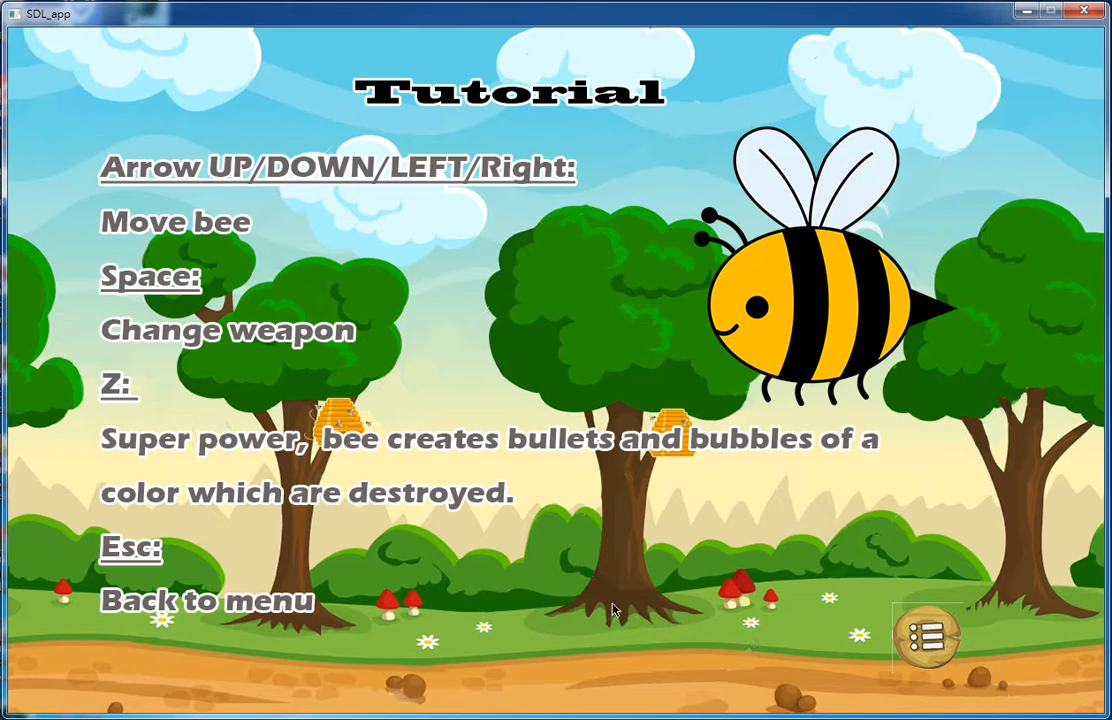 SDL_app
Tutorial
Arrow UP/DOWN/LEFT/Right:
Move bee
Space:
Change weapon
Z:
Super power, bee creates bullets and bubbles of a
color which are destroyed.
Esc:
Back to menu